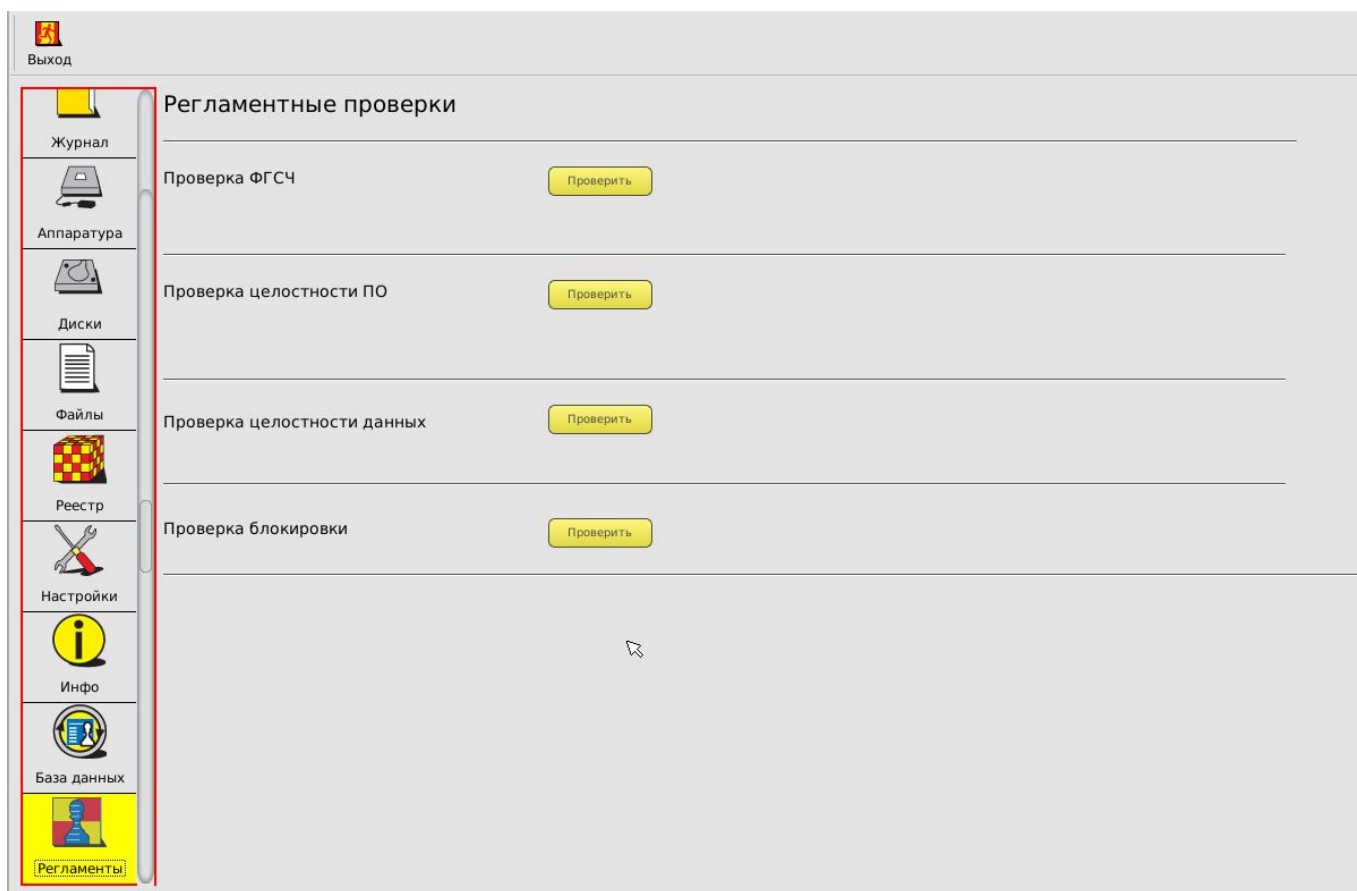 Выход
Журнал
Аппаратура
Диски
Файлы
Реестр
Настройки
Инфо
База данных
Регламенты
Регламентные проверки
Проверка ФГСЧ
Проверить
Проверка целостности ПО
Проверить
Проверка целостности данных
Проверить
Проверка блокировки
Проверить